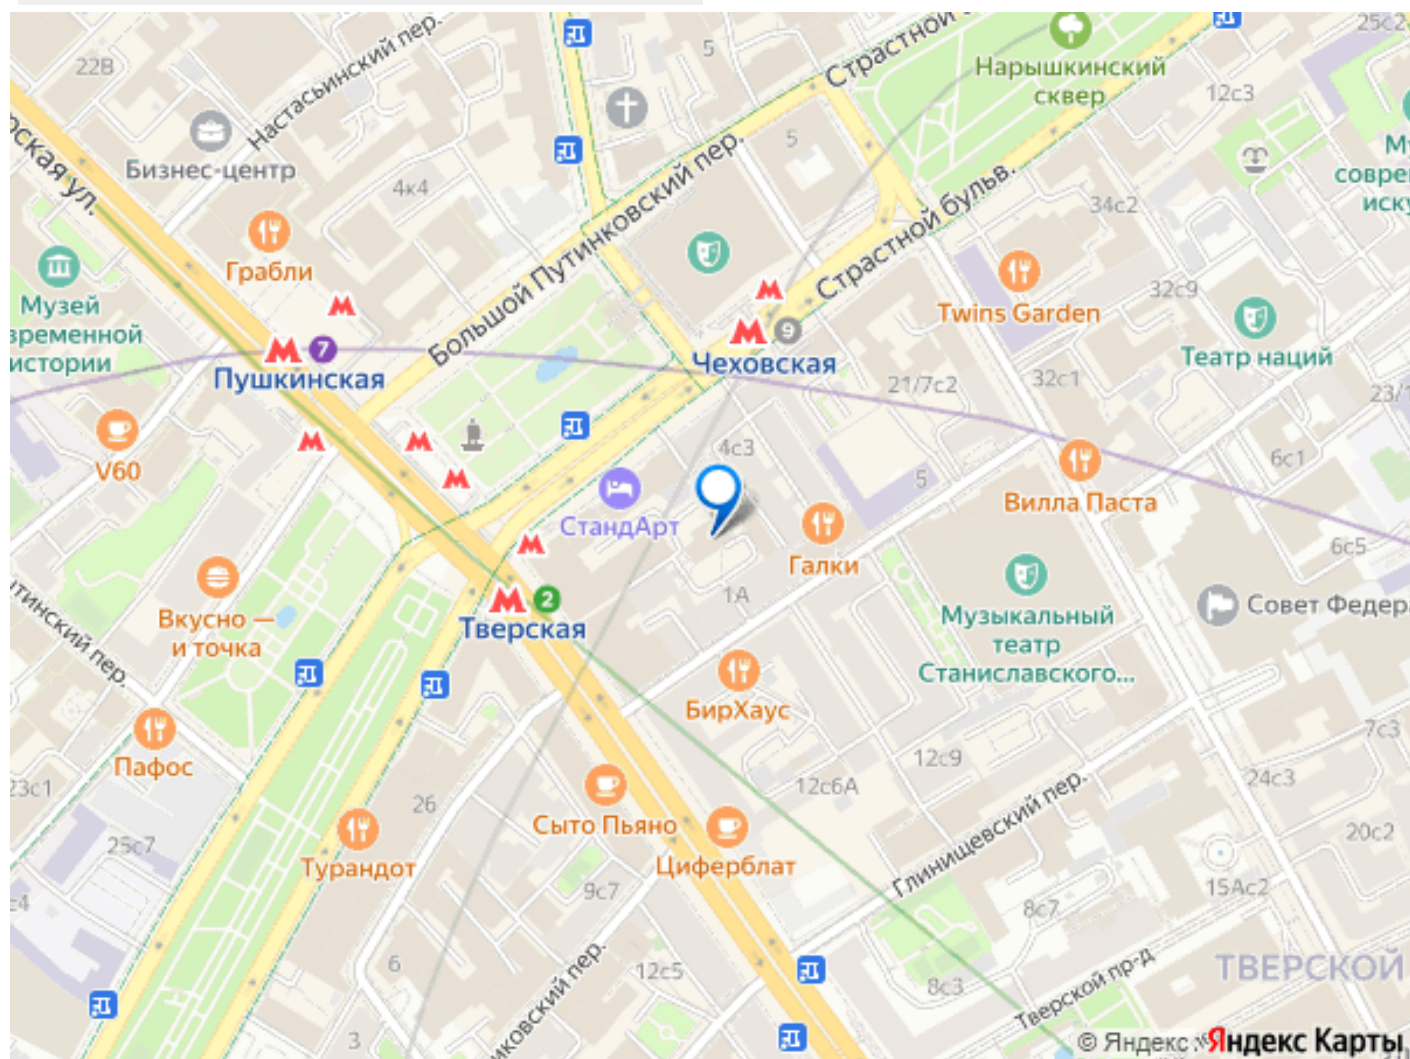 Страстной
25с2
5
Нарышкинский
сквер
22В
Настасьинский пер.
12с3
Бизнес-центр
5
4к4
34с2
Большой Путинковский пер.
Страстной бульв.
Грабли
Музей
истории
32с9
Twins Garden
Театр наций
7
Пушкинская
9
Чеховская
21/7с2
32с1
V60
4с3
6с1
5
Вилла Паста
СтандАрт
Галки
6с5
Вкусно —
и точка
2
Тверская
1А
Музыкальный
театр
Станиславского...
Совет Федер
БирХаус
Пафос
12с9
7с3
12с6А
24с3
26
Сыто Пьяно
Циферблат
Глинищевский пер.
20с2
25с7
Турандот
9с7
15Ас2
8с7
6
12с5
8с3
Тверской пр-д
ТВЕРСКОЙ
3
© Яндекс
Яндекс Карты